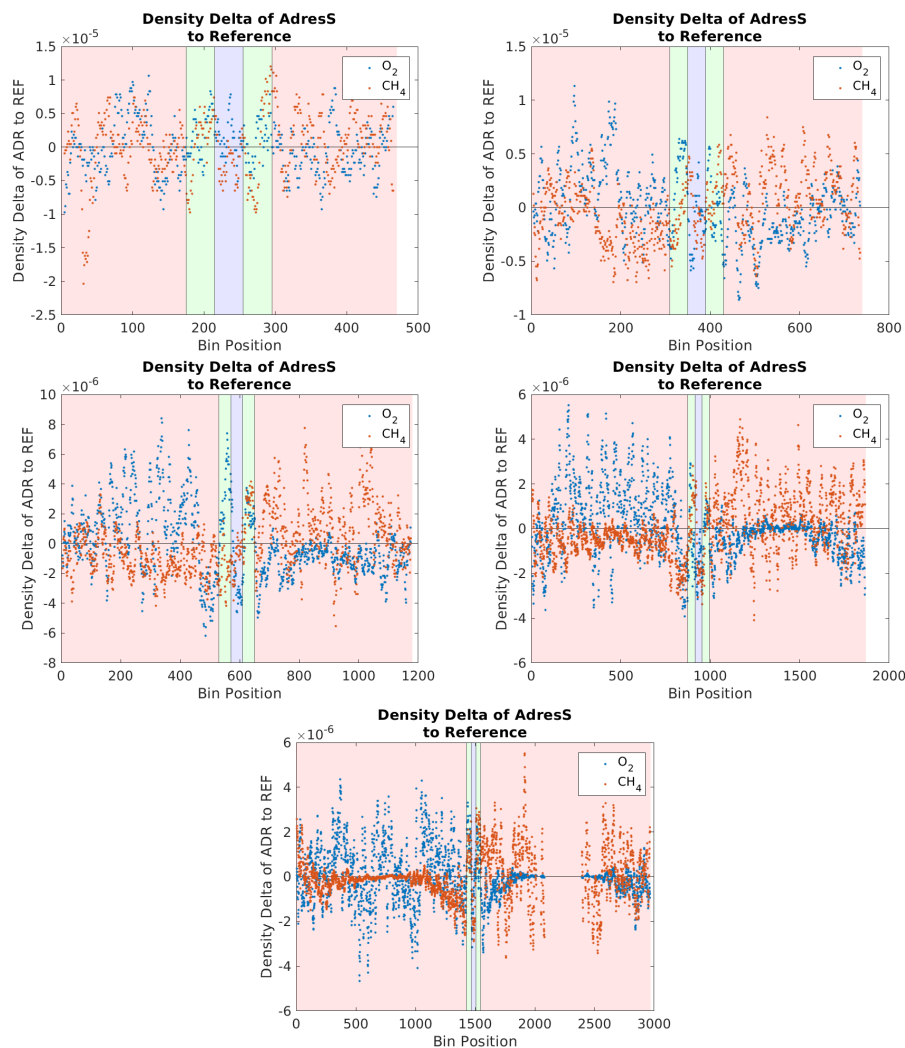 Density Delta of AdresS
to Reference
×10⁻⁵
Density Delta of ADR to REF
1.5
1
0.5
0
-0.5
-1
-1.5
-2
-2.5
O₂
CH₄
0 100 200 300 400 500
Bin Position
Density Delta of AdresS
to Reference
×10⁻⁵
Density Delta of ADR to REF
1.5
1
0.5
0
-0.5
-1
O₂
CH₄
0 200 400 600 800
Bin Position
Density Delta of AdresS
to Reference
×10⁻⁶
Density Delta of ADR to REF
10
8
6
4
2
0
-2
-4
-6
-8
O₂
CH₄
0 200 400 600 800 1000 1200
Bin Position
Density Delta of AdresS
to Reference
×10⁻⁶
Density Delta of ADR to REF
6
4
2
0
-2
-4
-6
O₂
CH₄
0 500 1000 1500 2000
Bin Position
Density Delta of AdresS
to Reference
×10⁻⁶
Density Delta of ADR to REF
6
4
2
0
-2
-4
-6
O₂
CH₄
0 500 1000 1500 2000 2500 3000
Bin Position